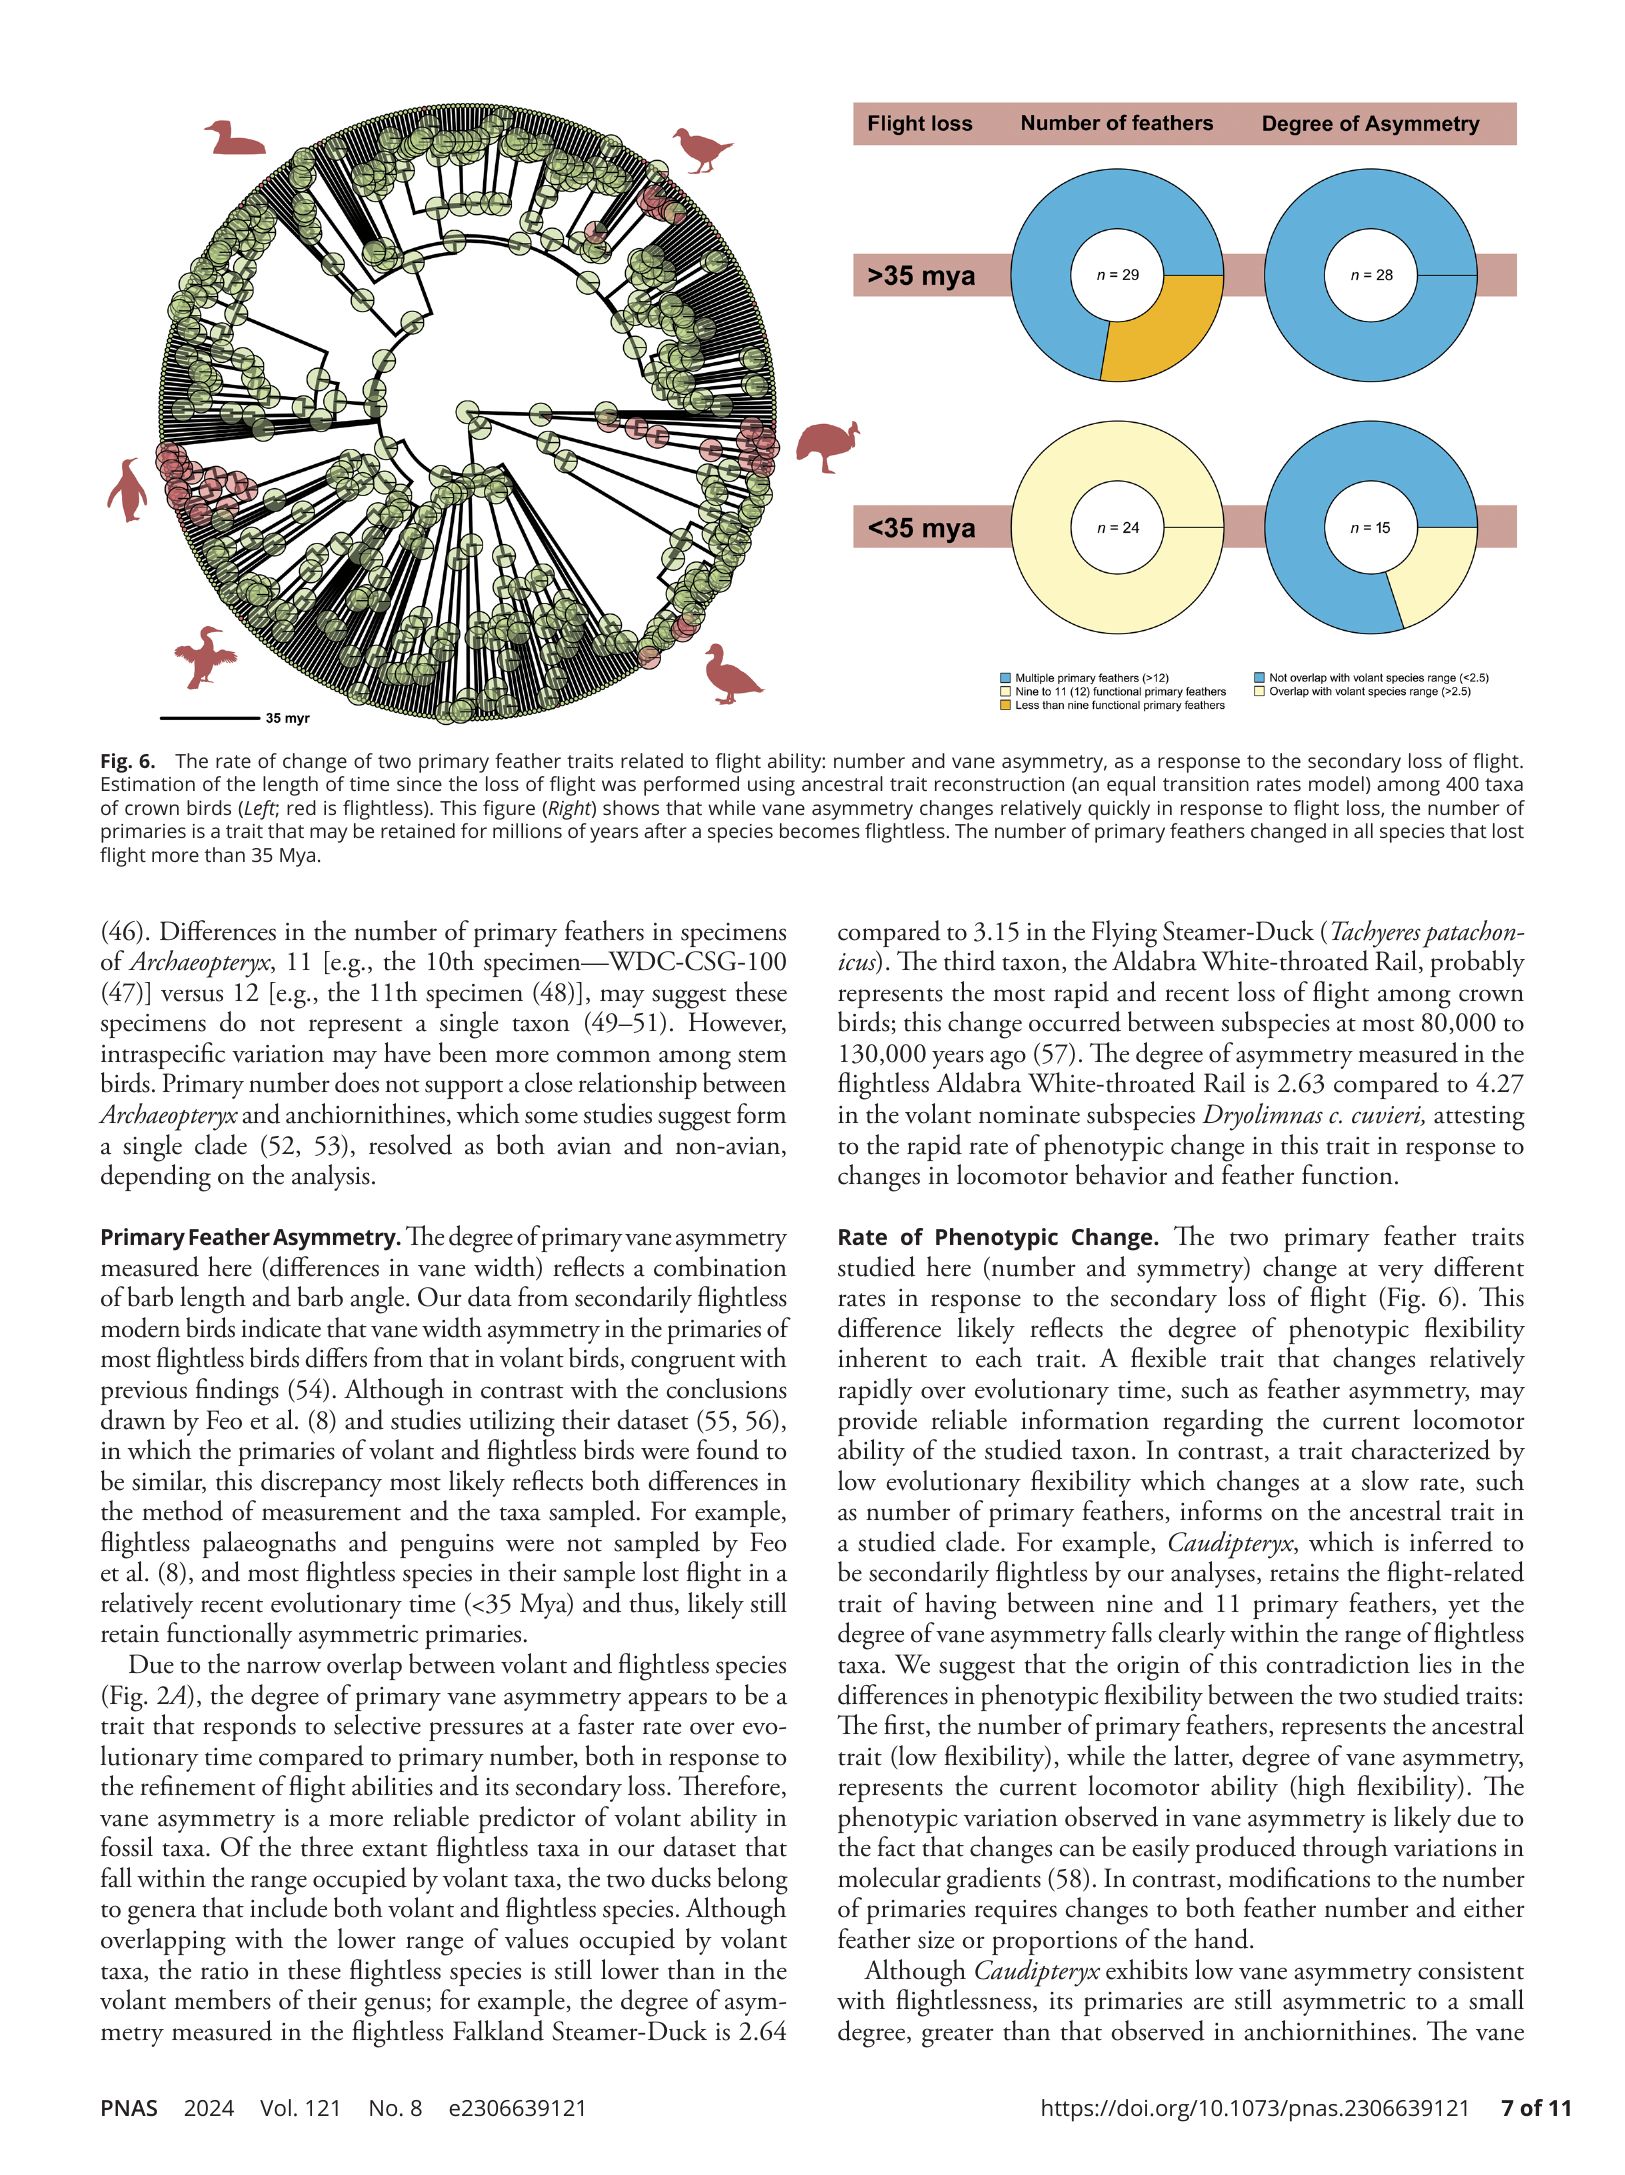 Flight loss Number of feathers Degree of Asymmetry
>35 mya n = 29 n = 28
<35 mya n = 24 n = 15
Multiple primary feathers (>12)
Nine to 11 (12) functional primary feathers
Less than nine functional primary feathers
Not overlap with volant species range (<2.5)
Overlap with volant species range (>2.5)
35 myr
Fig. 6. The rate of change of two primary feather traits related to flight ability: number and vane asymmetry, as a response to the secondary loss of flight.
Estimation of the length of time since the loss of flight was performed using ancestral trait reconstruction (an equal transition rates model) among 400 taxa
of crown birds (Left; red is flightless). This figure (Right) shows that while vane asymmetry changes relatively quickly in response to flight loss, the number of
primaries is a trait that may be retained for millions of years after a species becomes flightless. The number of primary feathers changed in all species that lost
flight more than 35 Mya.
(46). Differences in the number of primary feathers in specimens
of Archaeopteryx, 11 [e.g., the 10th specimen—WDC-CSG-100
(47)] versus 12 [e.g., the 11th specimen (48)], may suggest these
specimens do not represent a single taxon (49–51). However,
intraspecific variation may have been more common among stem
birds. Primary number does not support a close relationship between
Archaeopteryx and anchiornithines, which some studies suggest form
a single clade (52, 53), resolved as both avian and non-avian,
depending on the analysis.
Primary Feather Asymmetry. The degree of primary vane asymmetry
measured here (differences in vane width) reflects a combination
of barb length and barb angle. Our data from secondarily flightless
modern birds indicate that vane width asymmetry in the primaries of
most flightless birds differs from that in volant birds, congruent with
previous findings (54). Although in contrast with the conclusions
drawn by Feo et al. (8) and studies utilizing their dataset (55, 56),
in which the primaries of volant and flightless birds were found to
be similar, this discrepancy most likely reflects both differences in
the method of measurement and the taxa sampled. For example,
flightless palaeognaths and penguins were not sampled by Feo
et al. (8), and most flightless species in their sample lost flight in a
relatively recent evolutionary time (<35 Mya) and thus, likely still
retain functionally asymmetric primaries.
Due to the narrow overlap between volant and flightless species
(Fig. 2A), the degree of primary vane asymmetry appears to be a
trait that responds to selective pressures at a faster rate over evo-
lutionary time compared to primary number, both in response to
the refinement of flight abilities and its secondary loss. Therefore,
vane asymmetry is a more reliable predictor of volant ability in
fossil taxa. Of the three extant flightless taxa in our dataset that
fall within the range occupied by volant taxa, the two ducks belong
to genera that include both volant and flightless species. Although
overlapping with the lower range of values occupied by volant
taxa, the ratio in these flightless species is still lower than in the
volant members of their genus; for example, the degree of asym-
metry measured in the flightless Falkland Steamer-Duck is 2.64
compared to 3.15 in the Flying Steamer-Duck (Tachyeres patachon-
icus). The third taxon, the Aldabra White-throated Rail, probably
represents the most rapid and recent loss of flight among crown
birds; this change occurred between subspecies at most 80,000 to
130,000 years ago (57). The degree of asymmetry measured in the
flightless Aldabra White-throated Rail is 2.63 compared to 4.27
in the volant nominate subspecies Dryolimnas c. cuvieri, attesting
to the rapid rate of phenotypic change in this trait in response to
changes in locomotor behavior and feather function.
Rate of Phenotypic Change. The two primary feather traits
studied here (number and symmetry) change at very different
rates in response to the secondary loss of flight (Fig. 6). This
difference likely reflects the degree of phenotypic flexibility
inherent to each trait. A flexible trait that changes relatively
rapidly over evolutionary time, such as feather asymmetry, may
provide reliable information regarding the current locomotor
ability of the studied taxon. In contrast, a trait characterized by
low evolutionary flexibility which changes at a slow rate, such
as number of primary feathers, informs on the ancestral trait in
a studied clade. For example, Caudipteryx, which is inferred to
be secondarily flightless by our analyses, retains the flight-related
trait of having between nine and 11 primary feathers, yet the
degree of vane asymmetry falls clearly within the range of flightless
taxa. We suggest that the origin of this contradiction lies in the
differences in phenotypic flexibility between the two studied traits:
The first, the number of primary feathers, represents the ancestral
trait (low flexibility), while the latter, degree of vane asymmetry,
represents the current locomotor ability (high flexibility). The
phenotypic variation observed in vane asymmetry is likely due to
the fact that changes can be easily produced through variations in
molecular gradients (58). In contrast, modifications to the number
of primaries requires changes to both feather number and either
feather size or proportions of the hand.
Although Caudipteryx exhibits low vane asymmetry consistent
with flightlessness, its primaries are still asymmetric to a small
degree, greater than that observed in anchiornithines. The vane
PNAS 2024 Vol. 121 No. 8 e2306639121
https://doi.org/10.1073/pnas.2306639121 7 of 11